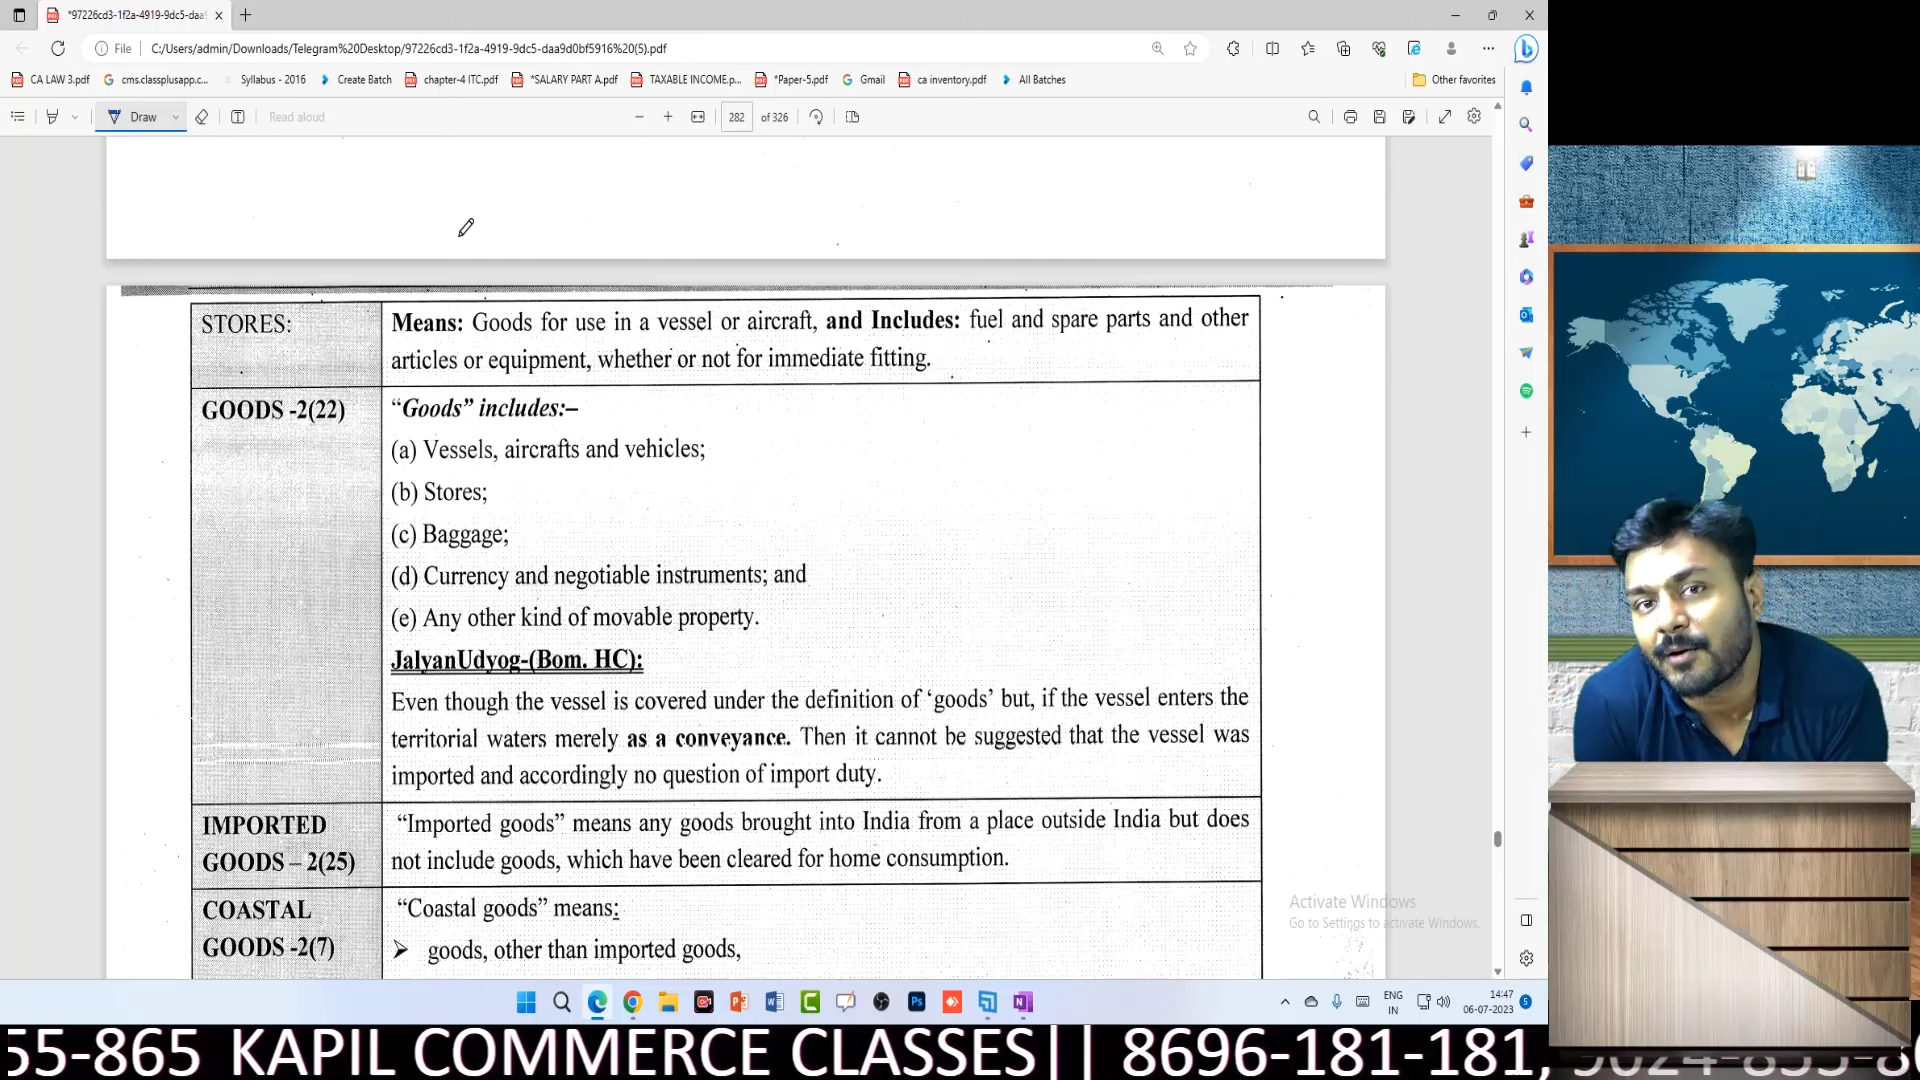 *97226cd3-1f2a-4919-9dc5-daa
File
C:/Users/admin/Downloads/Telegram%20Desktop/97226cd3-1f2a-4919-9dc5-daa9d0bf5916%20(5).pdf
CA LAW 3.pdf
cms.classplusapp.c...
Syllabus - 2016
Create Batch
chapter-4 ITC.pdf
*SALARY PART A.pdf
TAXABLE INCOME.p...
*Paper-5.pdf
Gmail
ca inventory.pdf
All Batches
Other favorites
Draw
Read aloud
282
of 326
STORES:
Means: Goods for use in a vessel or aircraft, and Includes: fuel and spare parts and other
articles or equipment, whether or not for immediate fitting.
GOODS -2(22)
“Goods” includes:–
(a) Vessels, aircrafts and vehicles;
(b) Stores;
(c) Baggage;
(d) Currency and negotiable instruments; and
(e) Any other kind of movable property.
JalyanUdyog-(Bom. HC):
Even though the vessel is covered under the definition of ‘goods’ but, if the vessel enters the
territorial waters merely as a conveyance. Then it cannot be suggested that the vessel was
imported and accordingly no question of import duty.
IMPORTED
GOODS – 2(25)
“Imported goods” means any goods brought into India from a place outside India but does
not include goods, which have been cleared for home consumption.
COASTAL
GOODS -2(7)
“Coastal goods” means:
➤ goods, other than imported goods,
Activate Windows
Go to Settings to activate Windows.
ENG
IN
14:47
06-07-2023
5
55-865 KAPIL COMMERCE CLASSES|| 8696-181-181,